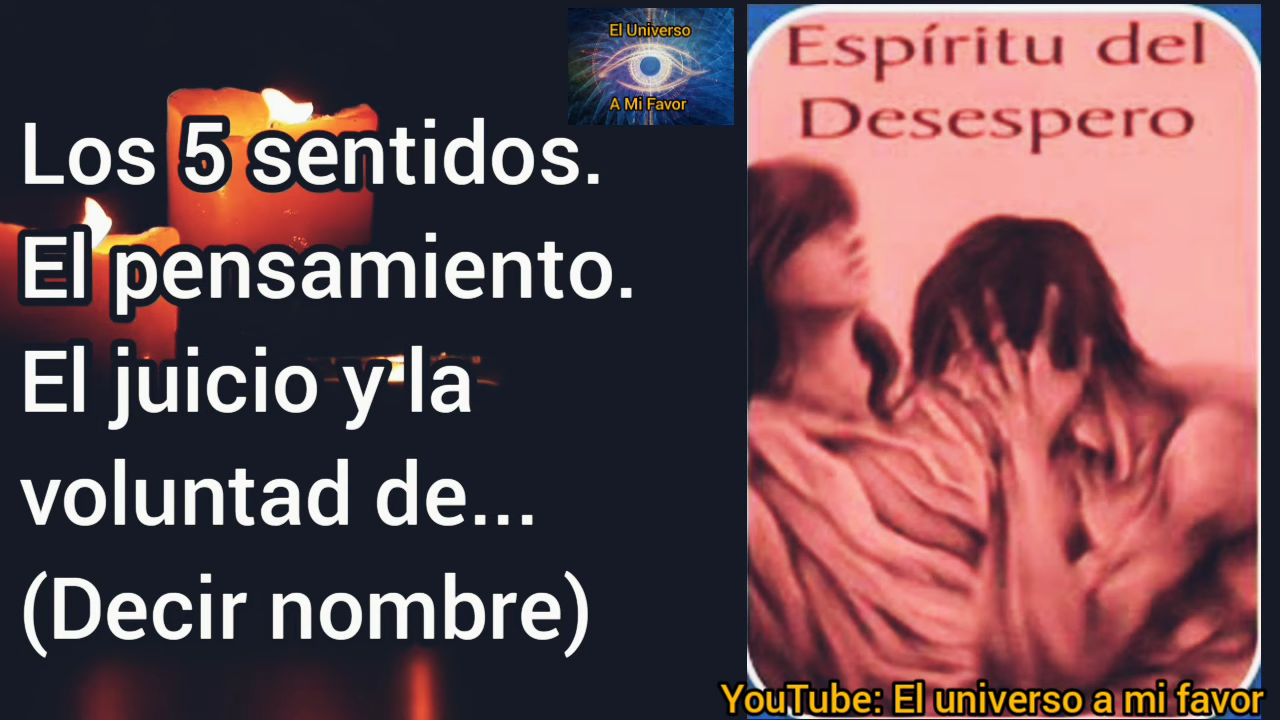 El Universo
A Mi Favor
Los 5 sentidos.
El pensamiento.
El juicio y la
voluntad de...
(Decir nombre)
Espíritu del
Desespero
YouTube: El universo a mi favor